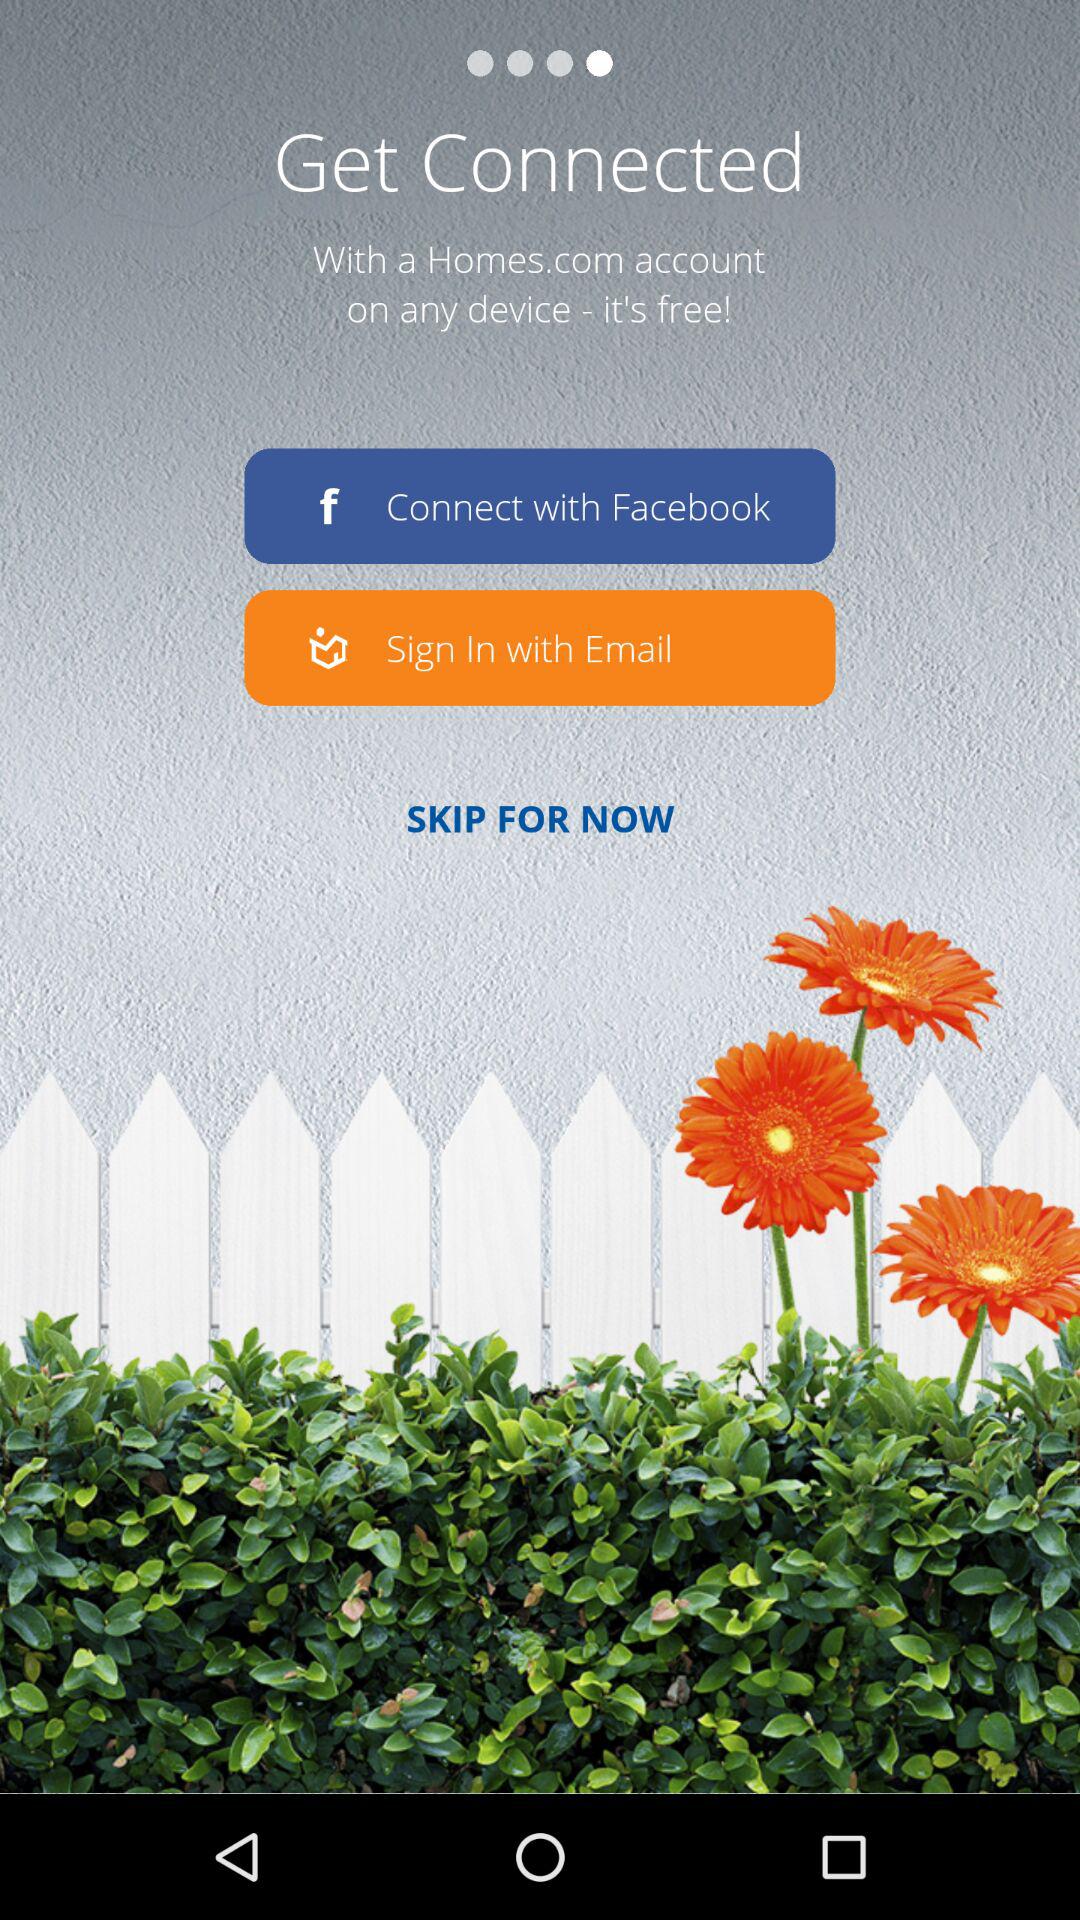 Get Connected
With a Homes.com account
on any device - it's free!
f Connect with Facebook
Sign In with Email
SKIP FOR NOW